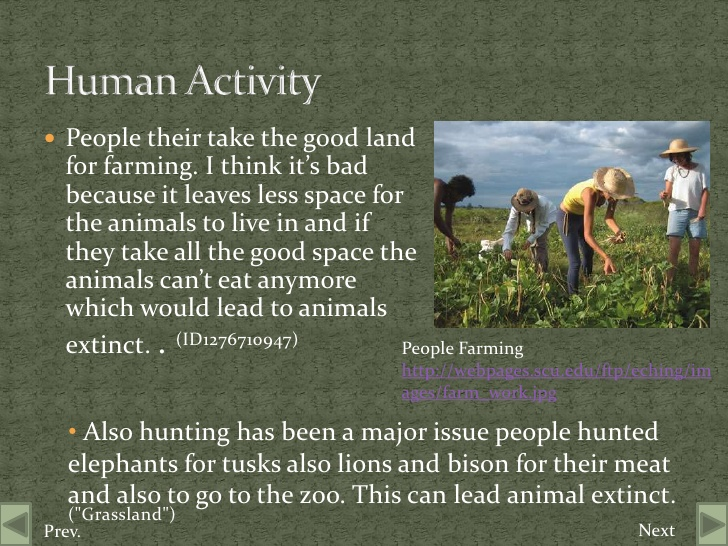 Human Activity
• People their take the good land
for farming. I think it’s bad
because it leaves less space for
the animals to live in and if
they take all the good space the
animals can’t eat anymore
which would lead to animals
extinct. . (ID1276710947)
People Farming
http://webpages.scu.edu/ftp/eching/im
ages/farm_work.jpg
• Also hunting has been a major issue people hunted
elephants for tusks also lions and bison for their meat
and also to go to the zoo. This can lead animal extinct.
("Grassland")
Prev.
Next